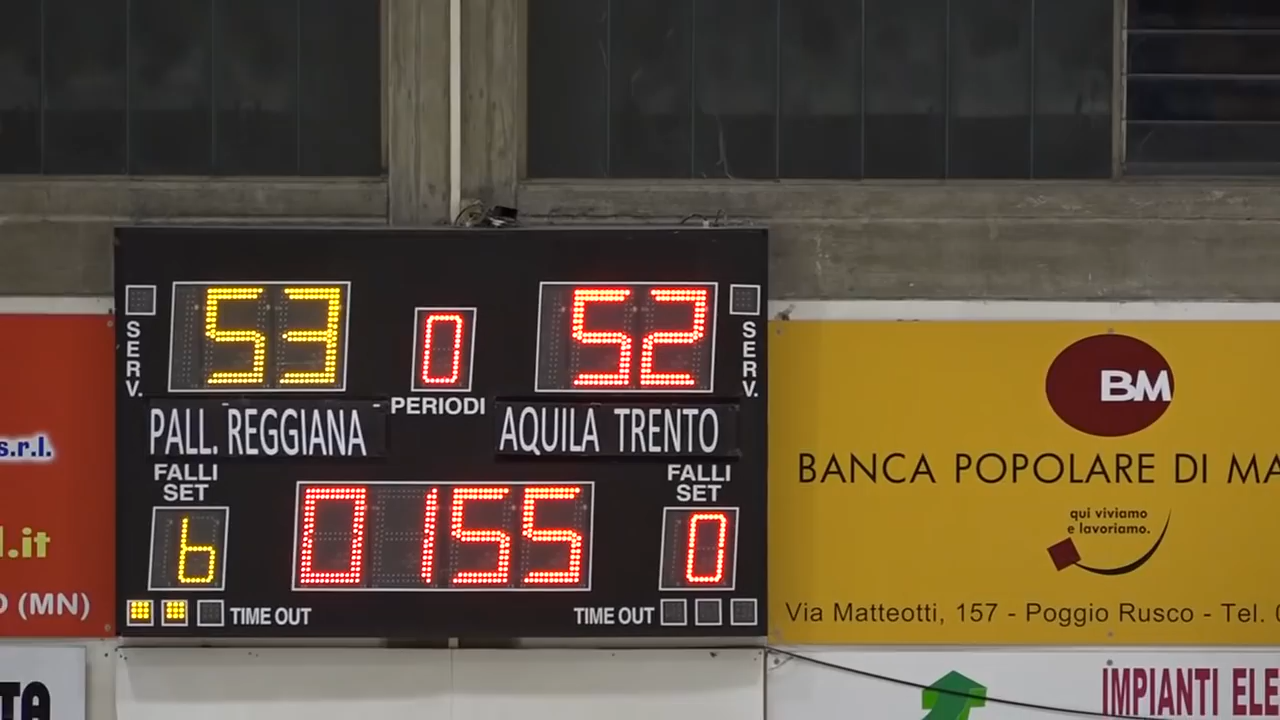 53 0 52
SERV.
SERV.
PERIODI
PALL. REGGIANA
AQUILA TRENTO
FALLI
SET
FALLI
SET
6 0155 0
TIME OUT
TIME OUT
s.r.l.
l.it
(MN)
BM
BANCA POPOLARE DI MA
qui viviamo
e lavoriamo.
Via Matteotti, 157 - Poggio Rusco - Tel. 0
TA
IMPIANTI ELE